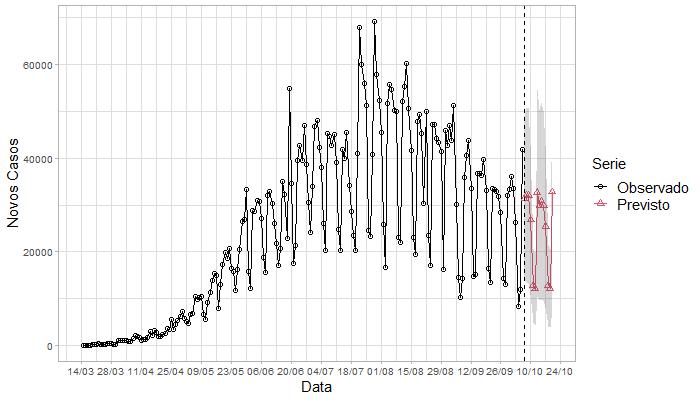 60000
40000
20000
0
Novos Casos
14/03 28/03 11/04 25/04 09/05 23/05 06/06 20/06 04/07 18/07 01/08 15/08 29/08 12/09 26/09 10/10 24/10
Data
Serie
Observado
Previsto